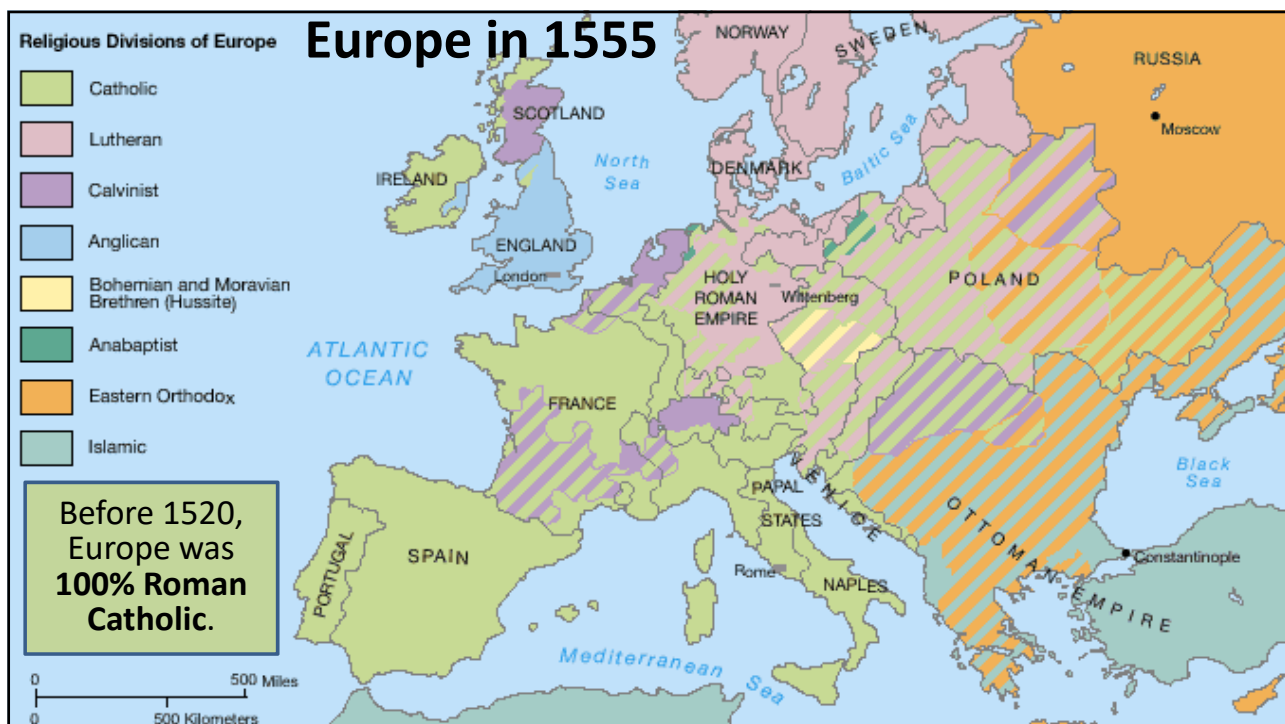 Europe in 1555
Religious Divisions of Europe
Catholic
Lutheran
Calvinist
Anglican
Bohemian and Moravian
Brethren (Hussite)
Anabaptist
Eastern Orthodox
Islamic
Before 1520,
Europe was
100% Roman
Catholic.
0
500 Miles
0
500 Kilometers
NORWAY
SWEDEN
RUSSIA
Moscow
SCOTLAND
North
Sea
DENMARK
Baltic Sea
IRELAND
ENGLAND
London
HOLY
ROMAN
EMPIRE
Wittenberg
POLAND
ATLANTIC
OCEAN
FRANCE
VENICE
PAPAL
STATES
Black
Sea
OTTOMAN EMPIRE
Constantinople
PORTUGAL
SPAIN
Rome
NAPLES
Mediterranean Sea